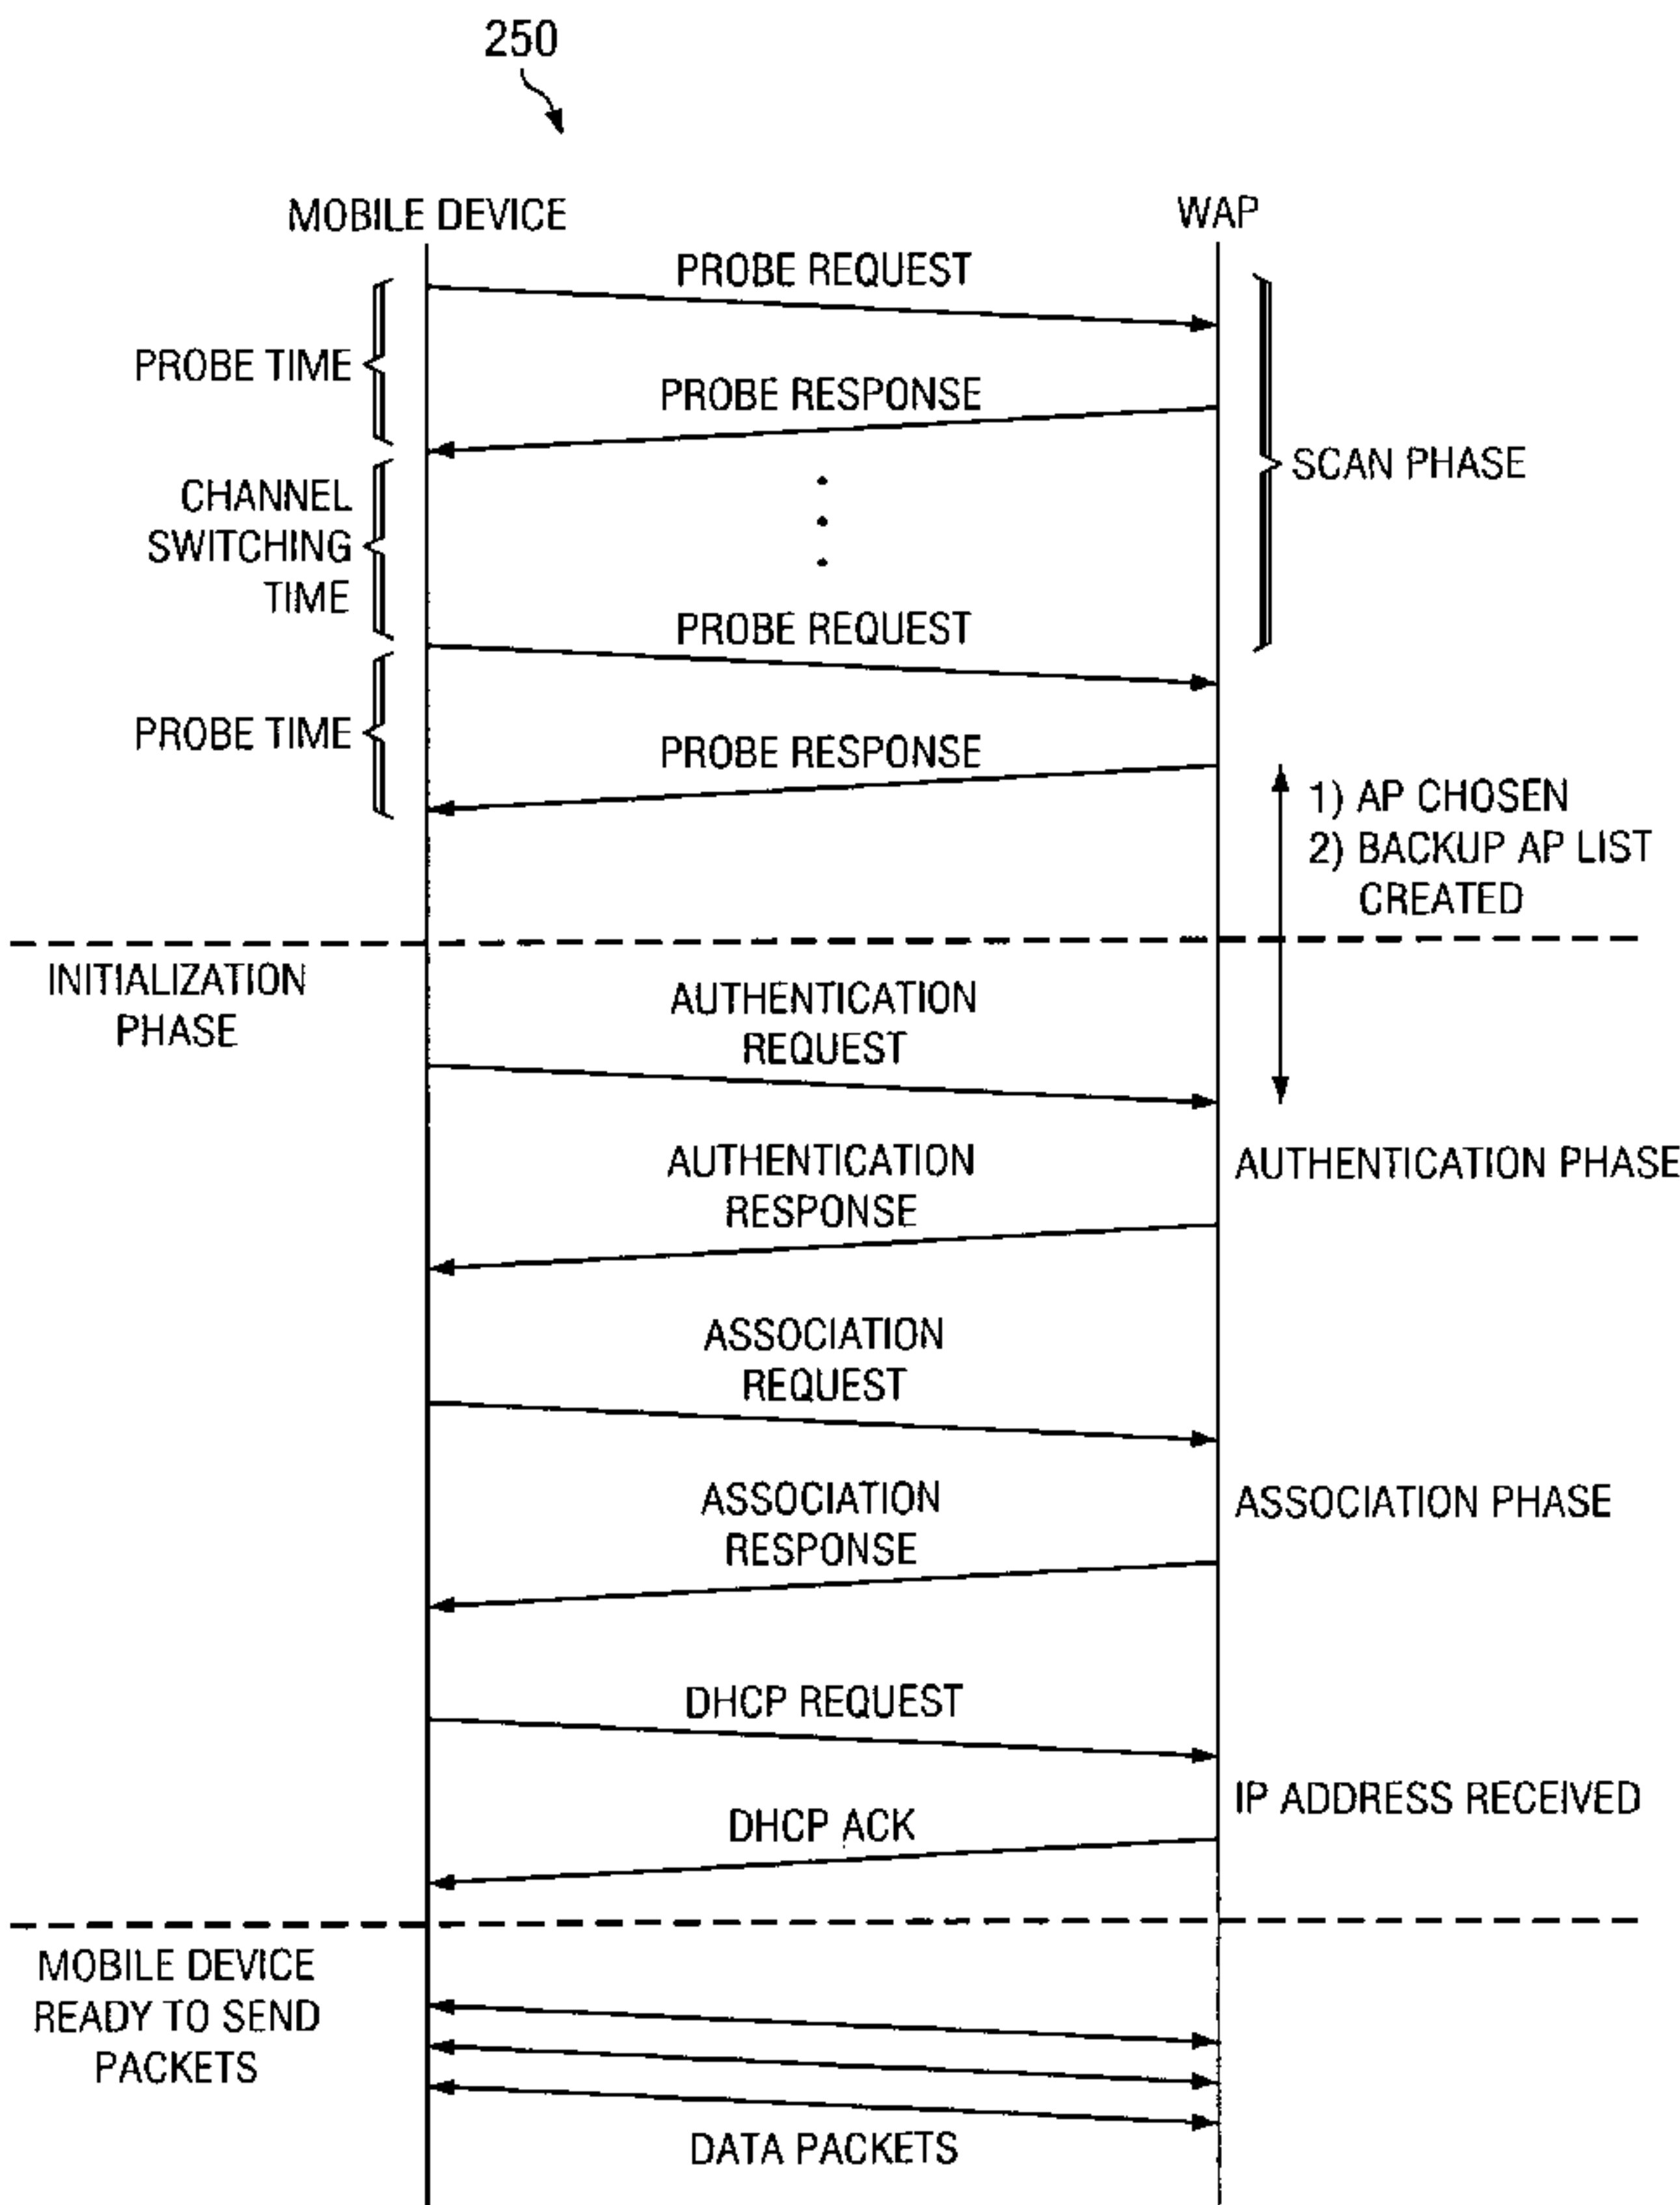 250
MOBILE DEVICE
WAP
PROBE REQUEST
PROBE TIME
PROBE RESPONSE
SCAN PHASE
CHANNEL
SWITCHING
TIME
PROBE REQUEST
PROBE TIME
PROBE RESPONSE
1) AP CHOSEN
2) BACKUP AP LIST
CREATED
INITIALIZATION
PHASE
AUTHENTICATION
REQUEST
AUTHENTICATION
RESPONSE
AUTHENTICATION PHASE
ASSOCIATION
REQUEST
ASSOCIATION
RESPONSE
ASSOCIATION PHASE
DHCP REQUEST
IP ADDRESS RECEIVED
DHCP ACK
MOBILE DEVICE
READY TO SEND
PACKETS
DATA PACKETS